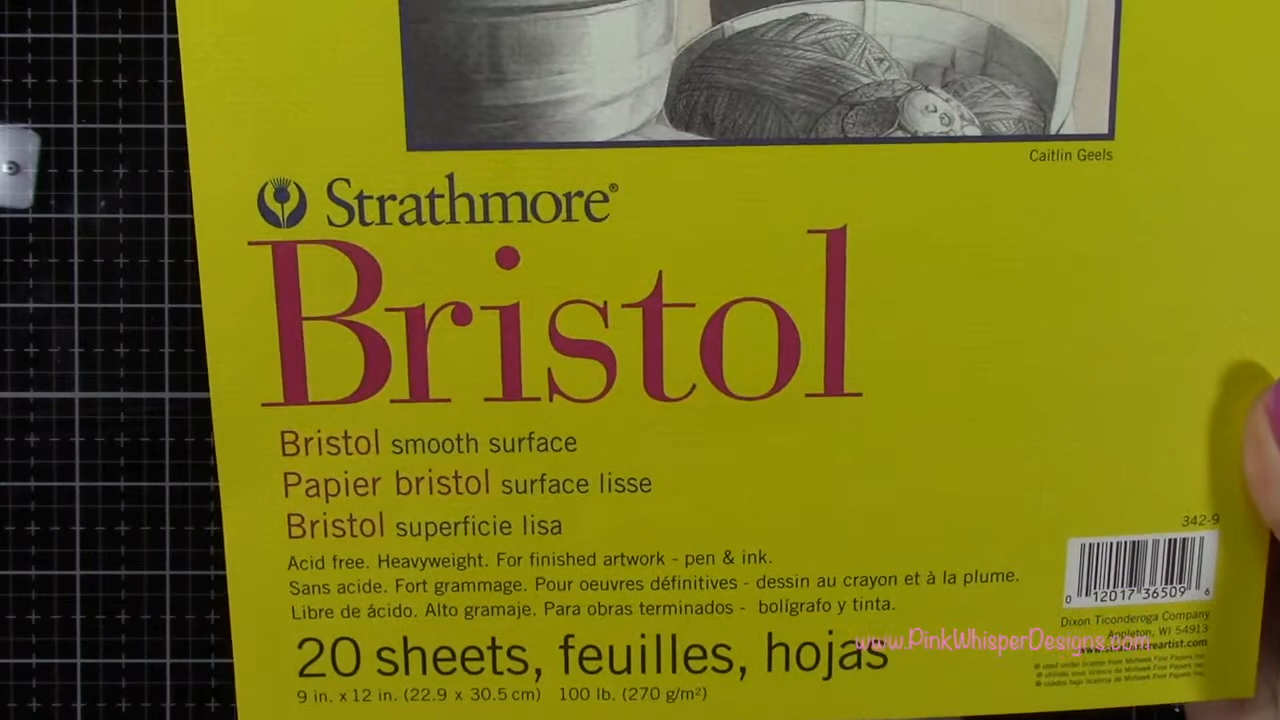 Caitlin Geels
Strathmore®
Bristol
Bristol smooth surface
Papier bristol surface lisse
Bristol superficie lisa
342-9
Acid free. Heavyweight. For finished artwork - pen & ink.
Sans acide. Fort grammage. Pour oeuvres définitives - dessin au crayon et à la plume.
Libre de ácido. Alto gramaje. Para obras terminados - bolígrafo y tinta.
0 12017 36509 6
Dixon Ticonderoga Company
Appleton, WI 54913
www.PinkWhisperDesigns.com
20 sheets, feuilles, hojas
9 in. x 12 in. (22.9 x 30.5 cm) 100 lb. (270 g/m²)